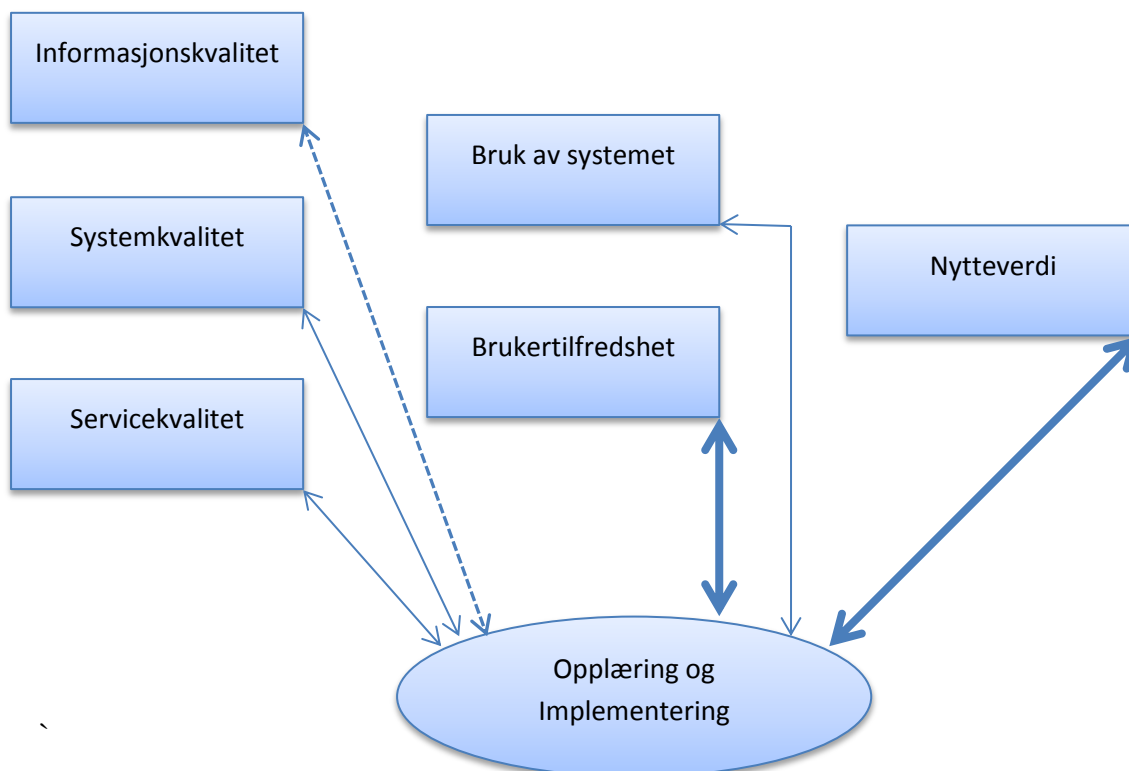 Informasjonskvalitet
Bruk av systemet
Systemkvalitet
Nytteverdi
Brukertilfredshet
Servicekvalitet
Opplæring og
Implementering
`